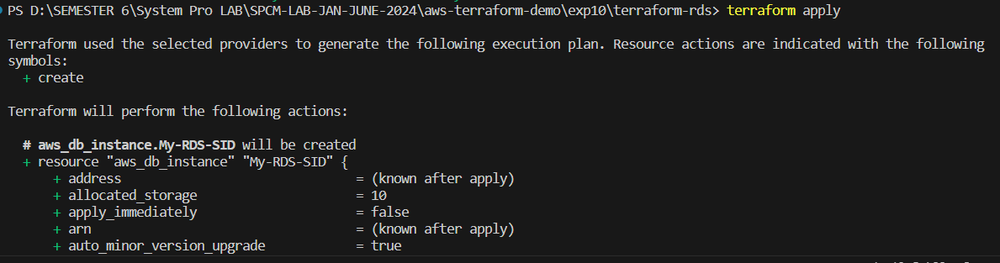 PS D:\SEMESTER 6\System Pro LAB\SPCM-LAB-JAN-JUNE-2024\aws-terraform-demo\exp10\terraform-rds> terraform apply
Terraform used the selected providers to generate the following execution plan. Resource actions are indicated with the following
symbols:
+ create
Terraform will perform the following actions:
# aws_db_instance.My-RDS-SID will be created
+ resource "aws_db_instance" "My-RDS-SID" {
+ address = (known after apply)
+ allocated_storage = 10
+ apply_immediately = false
+ arn = (known after apply)
+ auto_minor_version_upgrade = true